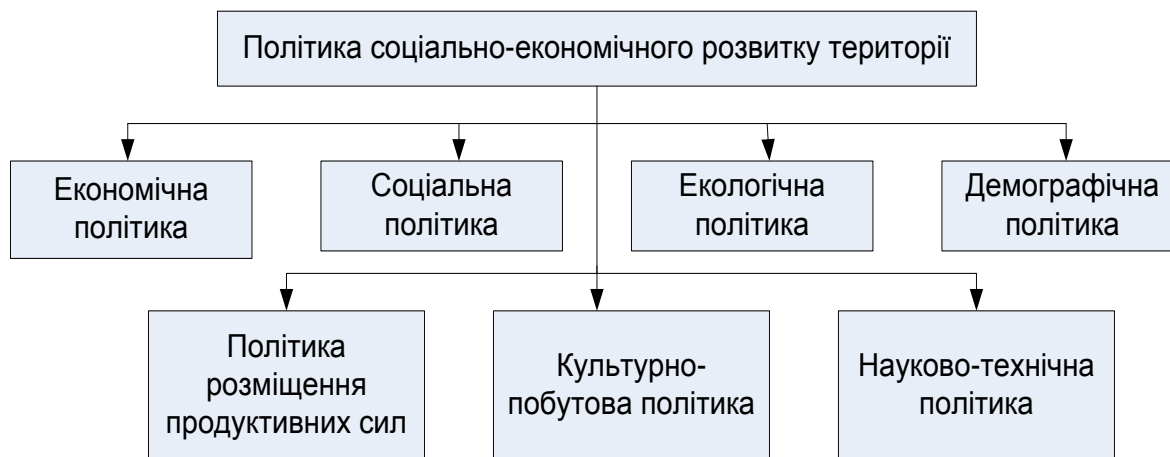 Політика соціально-економічного розвитку території
Економічна
політика
Соціальна
політика
Екологічна
політика
Демографічна
політика
Політика
розміщення
продуктивних сил
Культурно-
побутова політика
Науково-технічна
політика